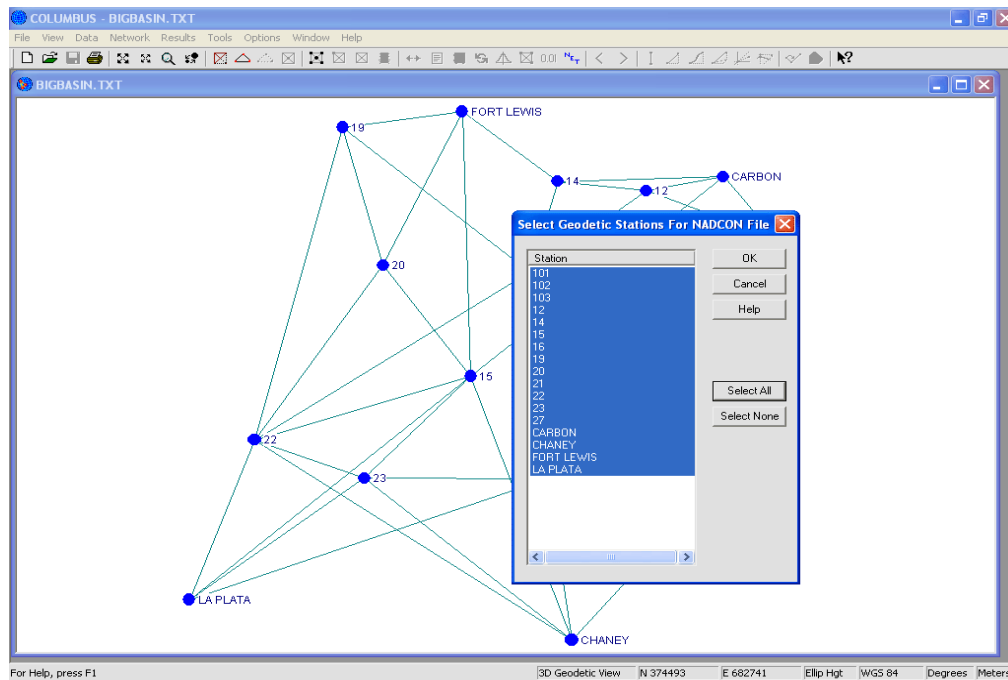 COLUMBUS - BIGBASIN.TXT
File View Data Network Results Tools Options Window Help
0.01 NET
BIGBASIN.TXT
FORT LEWIS
19
14
CARBON
12
20
15
22
23
LA PLATA
CHANEY
Select Geodetic Stations For NADCON File
Station
101
102
103
12
14
15
16
19
20
21
22
23
27
CARBON
CHANEY
FORT LEWIS
LA PLATA
OK
Cancel
Help
Select All
Select None
For Help, press F1
3D Geodetic View N 374493 E 682741 Ellip Hgt WGS 84 Degrees Meters